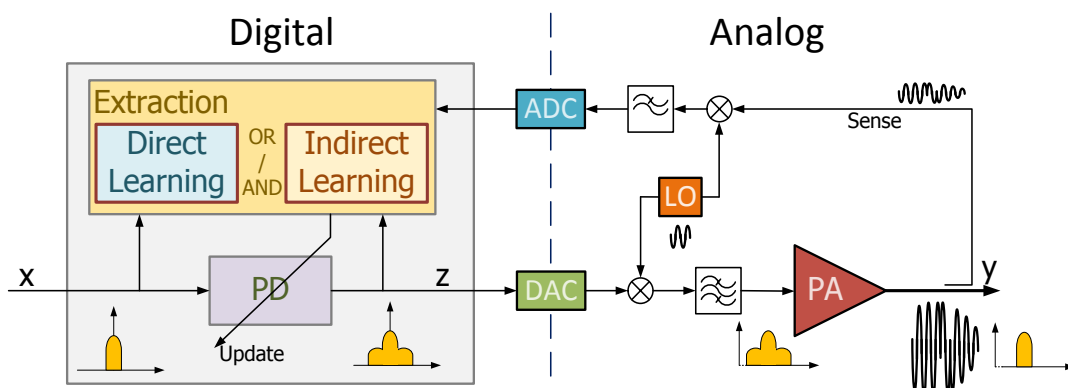 Digital
Analog
Extraction
Direct
Learning
OR
/
AND
Indirect
Learning
ADC
Sense
LO
x
PD
z
DAC
PA
y
Update